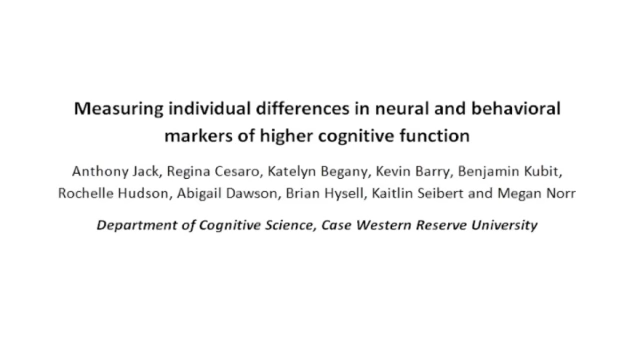 Measuring individual differences in neural and behavioral
markers of higher cognitive function
Anthony Jack, Regina Cesaro, Katelyn Begany, Kevin Barry, Benjamin Kubit,
Rochelle Hudson, Abigail Dawson, Brian Hysell, Kaitlin Seibert and Megan Norr
Department of Cognitive Science, Case Western Reserve University